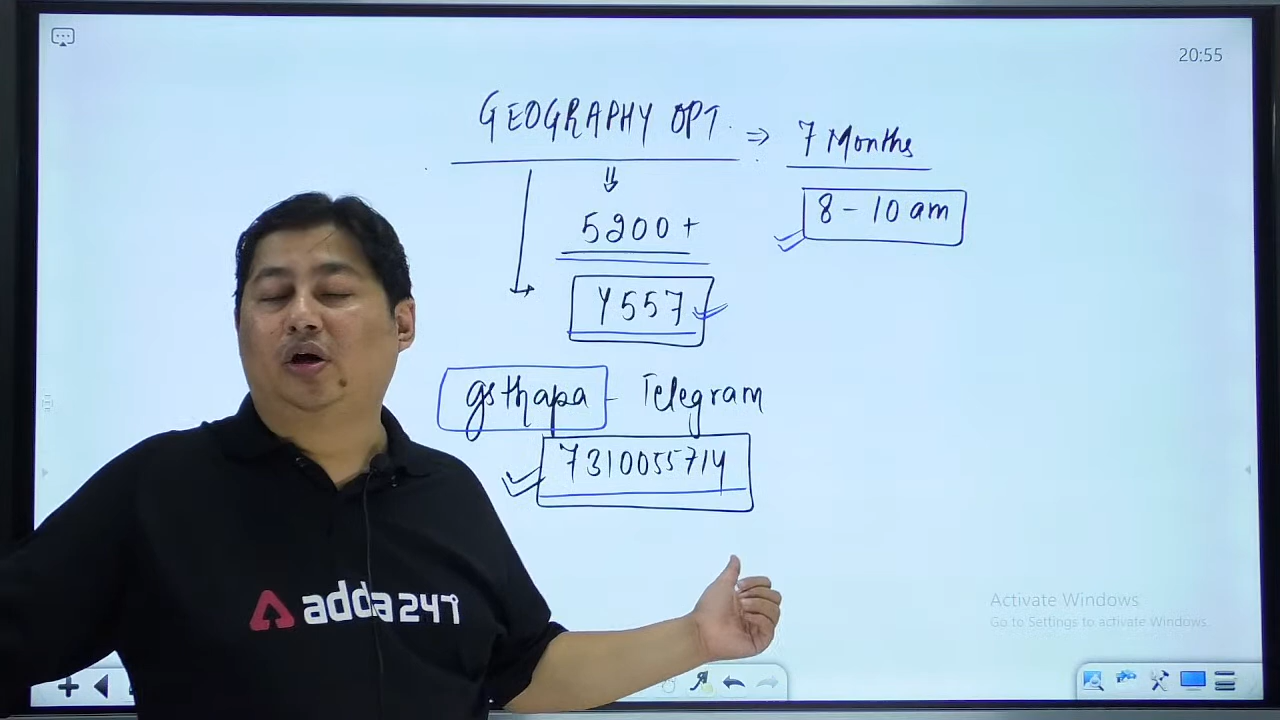 20:55
GEOGRAPHY OPT. ⇒ 7 Months
8 - 10 am
5200+
Y557
gsthapa - Telegram
7310055714
adda247
Activate Windows
Go to Settings to activate Windows.